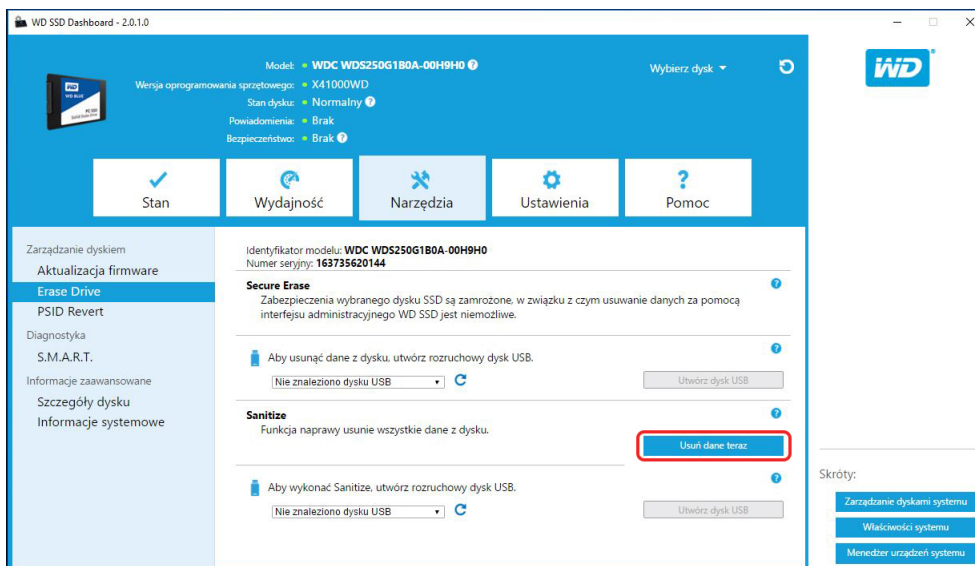 WD SSD Dashboard - 2.0.1.0
WD
Model: WDC WDS250G1B0A-00H9H0 ?
Wybierz dysk
Wersja oprogramowania sprzętowego: X41000WD
Stan dysku: Normalny ?
Powiadomienia: Brak
Bezpieczeństwo: Brak ?
WD
WD BLUE
Stan
Wydajność
Narzędzia
Ustawienia
?
Pomoc
Zarządzanie dyskiem
Aktualizacja firmware
Erase Drive
PSID Revert
Diagnostyka
S.M.A.R.T.
Informacje zaawansowane
Szczegóły dysku
Informacje systemowe
Identyfikator modelu: WDC WDS250G1B0A-00H9H0
Numer seryjny: 163735620144
Secure Erase ?
Zabezpieczenia wybranego dysku SSD są zamrożone, w związku z czym usuwanie danych za pomocą
interfejsu administracyjnego WD SSD jest niemożliwe.
Aby usunąć dane z dysku, utwórz rozruchowy dysk USB. ?
Nie znaleziono dysku USB
Utwórz dysk USB
Sanitize ?
Funkcja naprawy usunie wszystkie dane z dysku.
Usuń dane teraz
Aby wykonać Sanitize, utwórz rozruchowy dysk USB. ?
Nie znaleziono dysku USB
Utwórz dysk USB
Skróty:
Zarządzanie dyskami systemu
Właściwości systemu
Menedżer urządzeń systemu